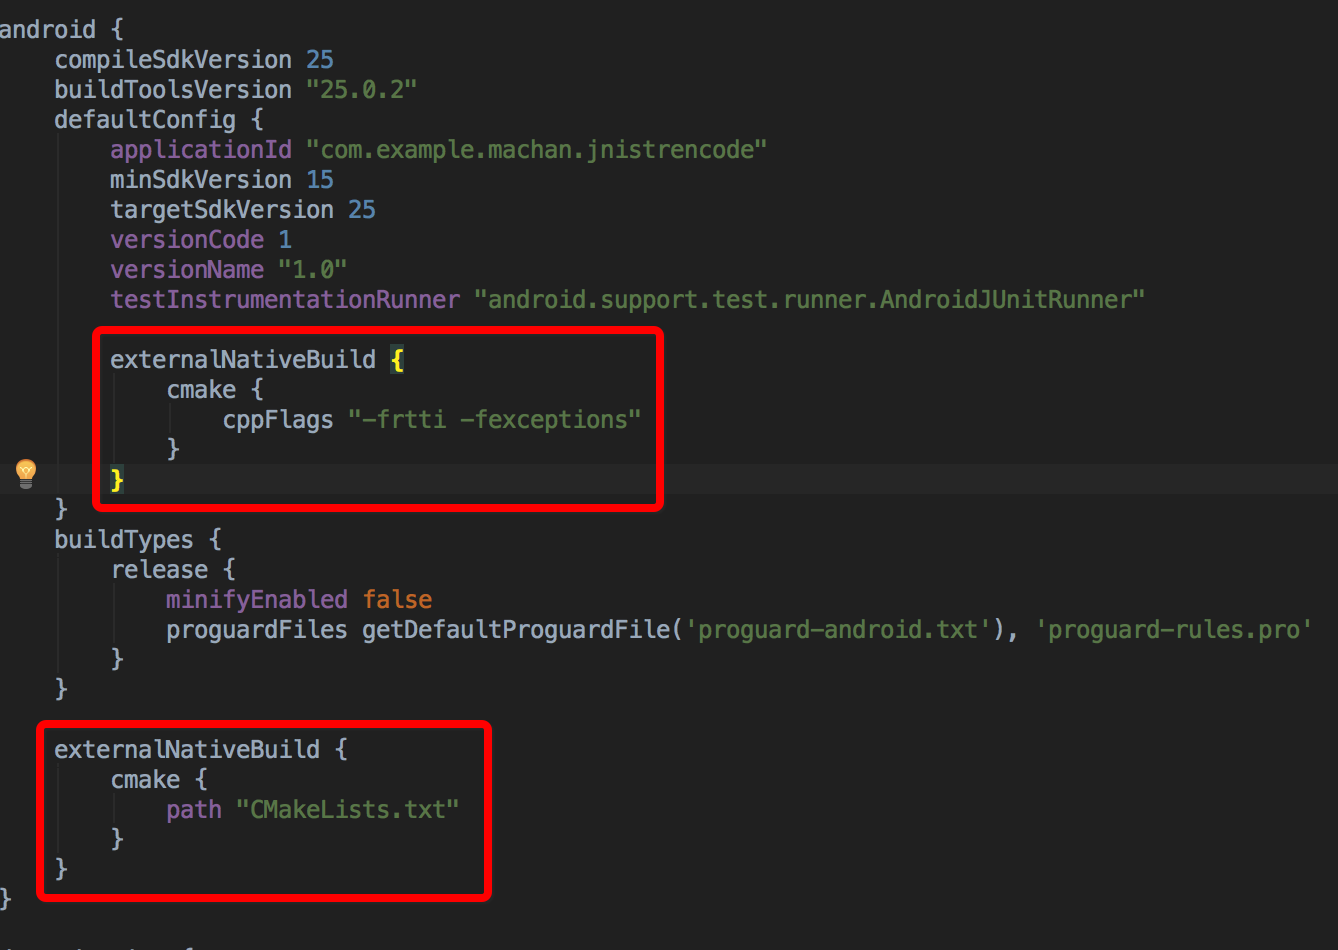 android {
compileSdkVersion 25
buildToolsVersion "25.0.2"
defaultConfig {
applicationId "com.example.machan.jnistrencode"
minSdkVersion 15
targetSdkVersion 25
versionCode 1
versionName "1.0"
testInstrumentationRunner "android.support.test.runner.AndroidJUnitRunner"
externalNativeBuild {
cmake {
cppFlags "-frtti -fexceptions"
}
}
}
buildTypes {
release {
minifyEnabled false
proguardFiles getDefaultProguardFile('proguard-android.txt'), 'proguard-rules.pro'
}
}
externalNativeBuild {
cmake {
path "CMakeLists.txt"
}
}
}